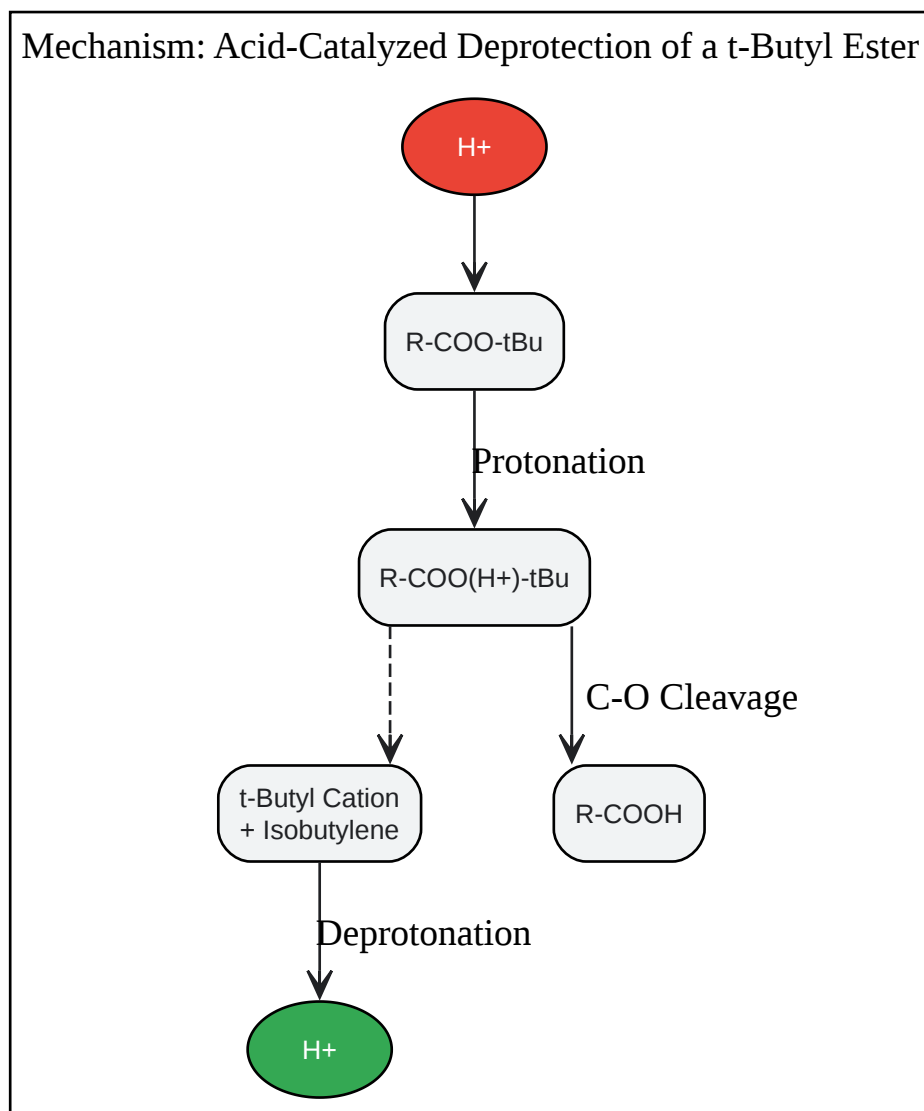 Mechanism: Acid-Catalyzed Deprotection of a t-Butyl Ester
H+
R-COO-tBu
Protonation
R-COO(H+)-tBu
C-O Cleavage
t-Butyl Cation
+ Isobutylene
R-COOH
Deprotonation
H+